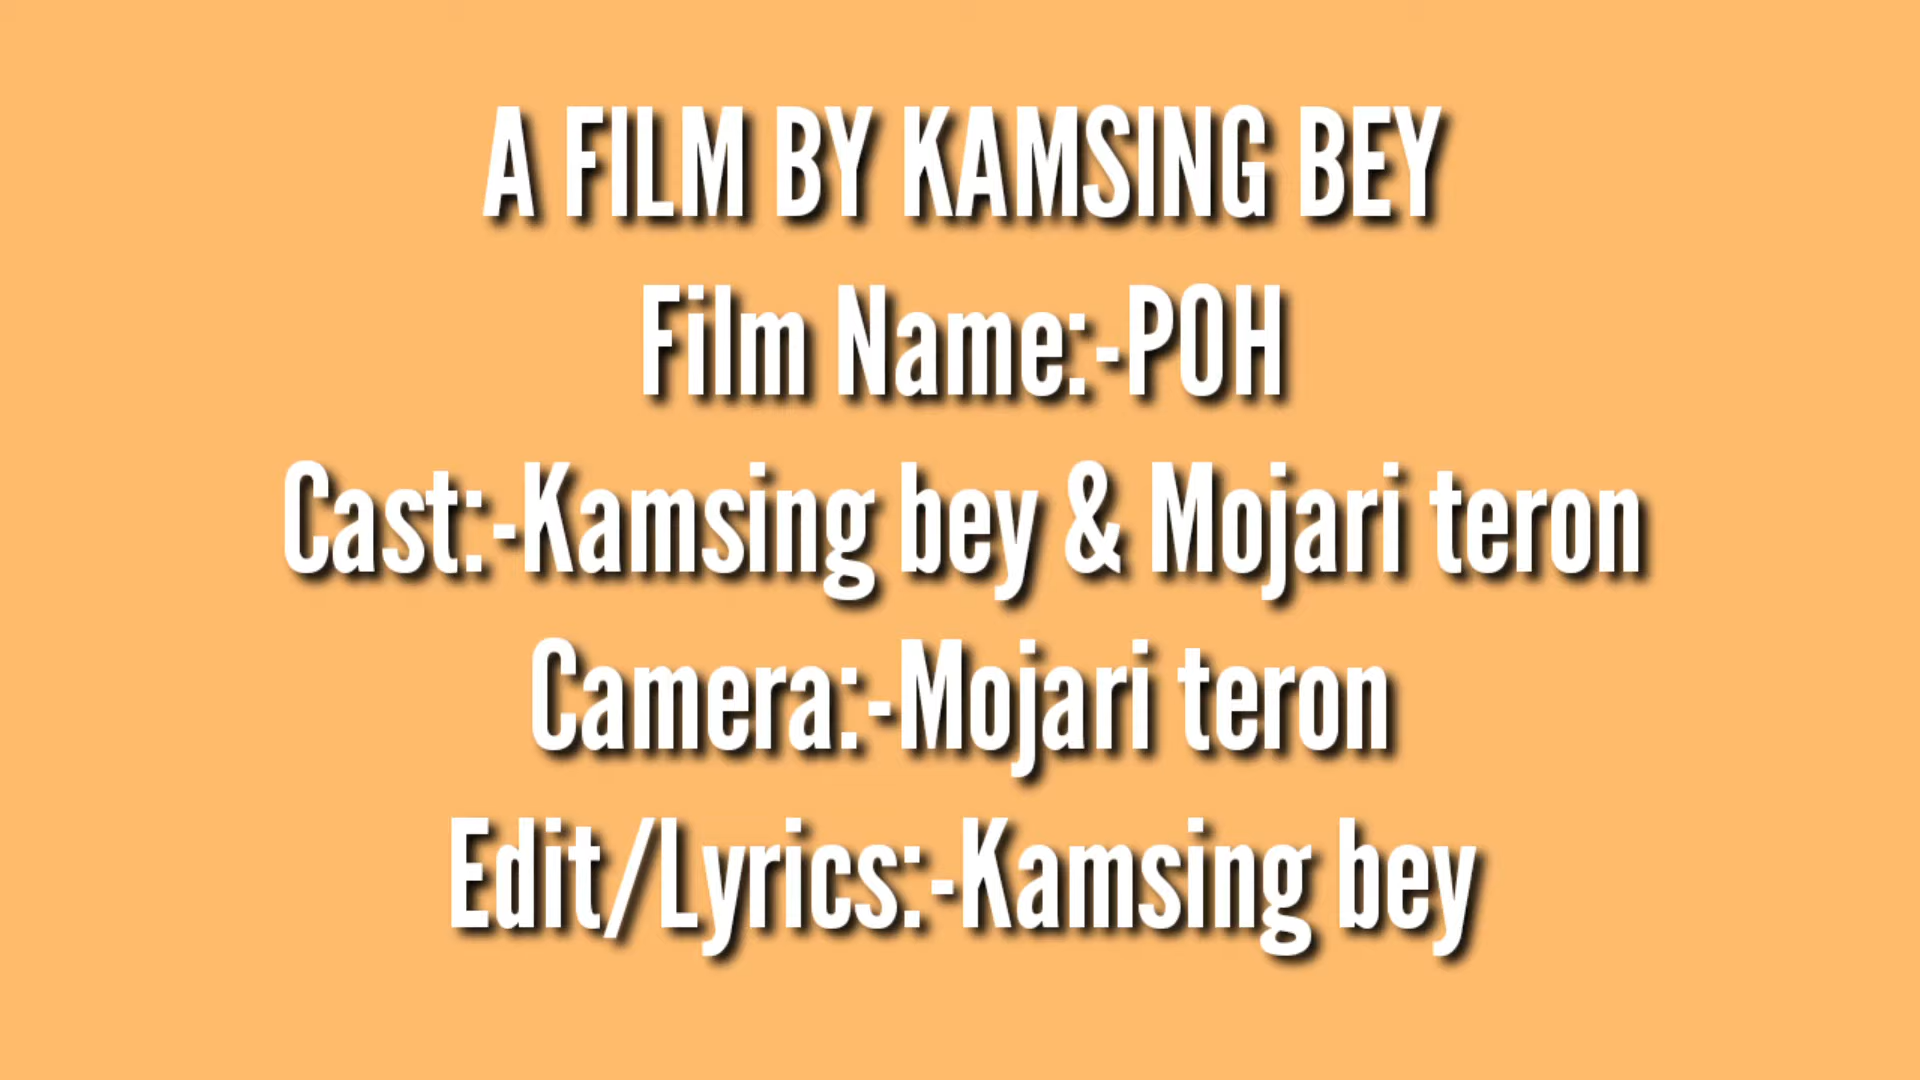 A FILM BY KAMSING BEY
Film Name:-POH
Cast:-Kamsing bey & Mojari teron
Camera:-Mojari teron
Edit/Lyrics:-Kamsing bey